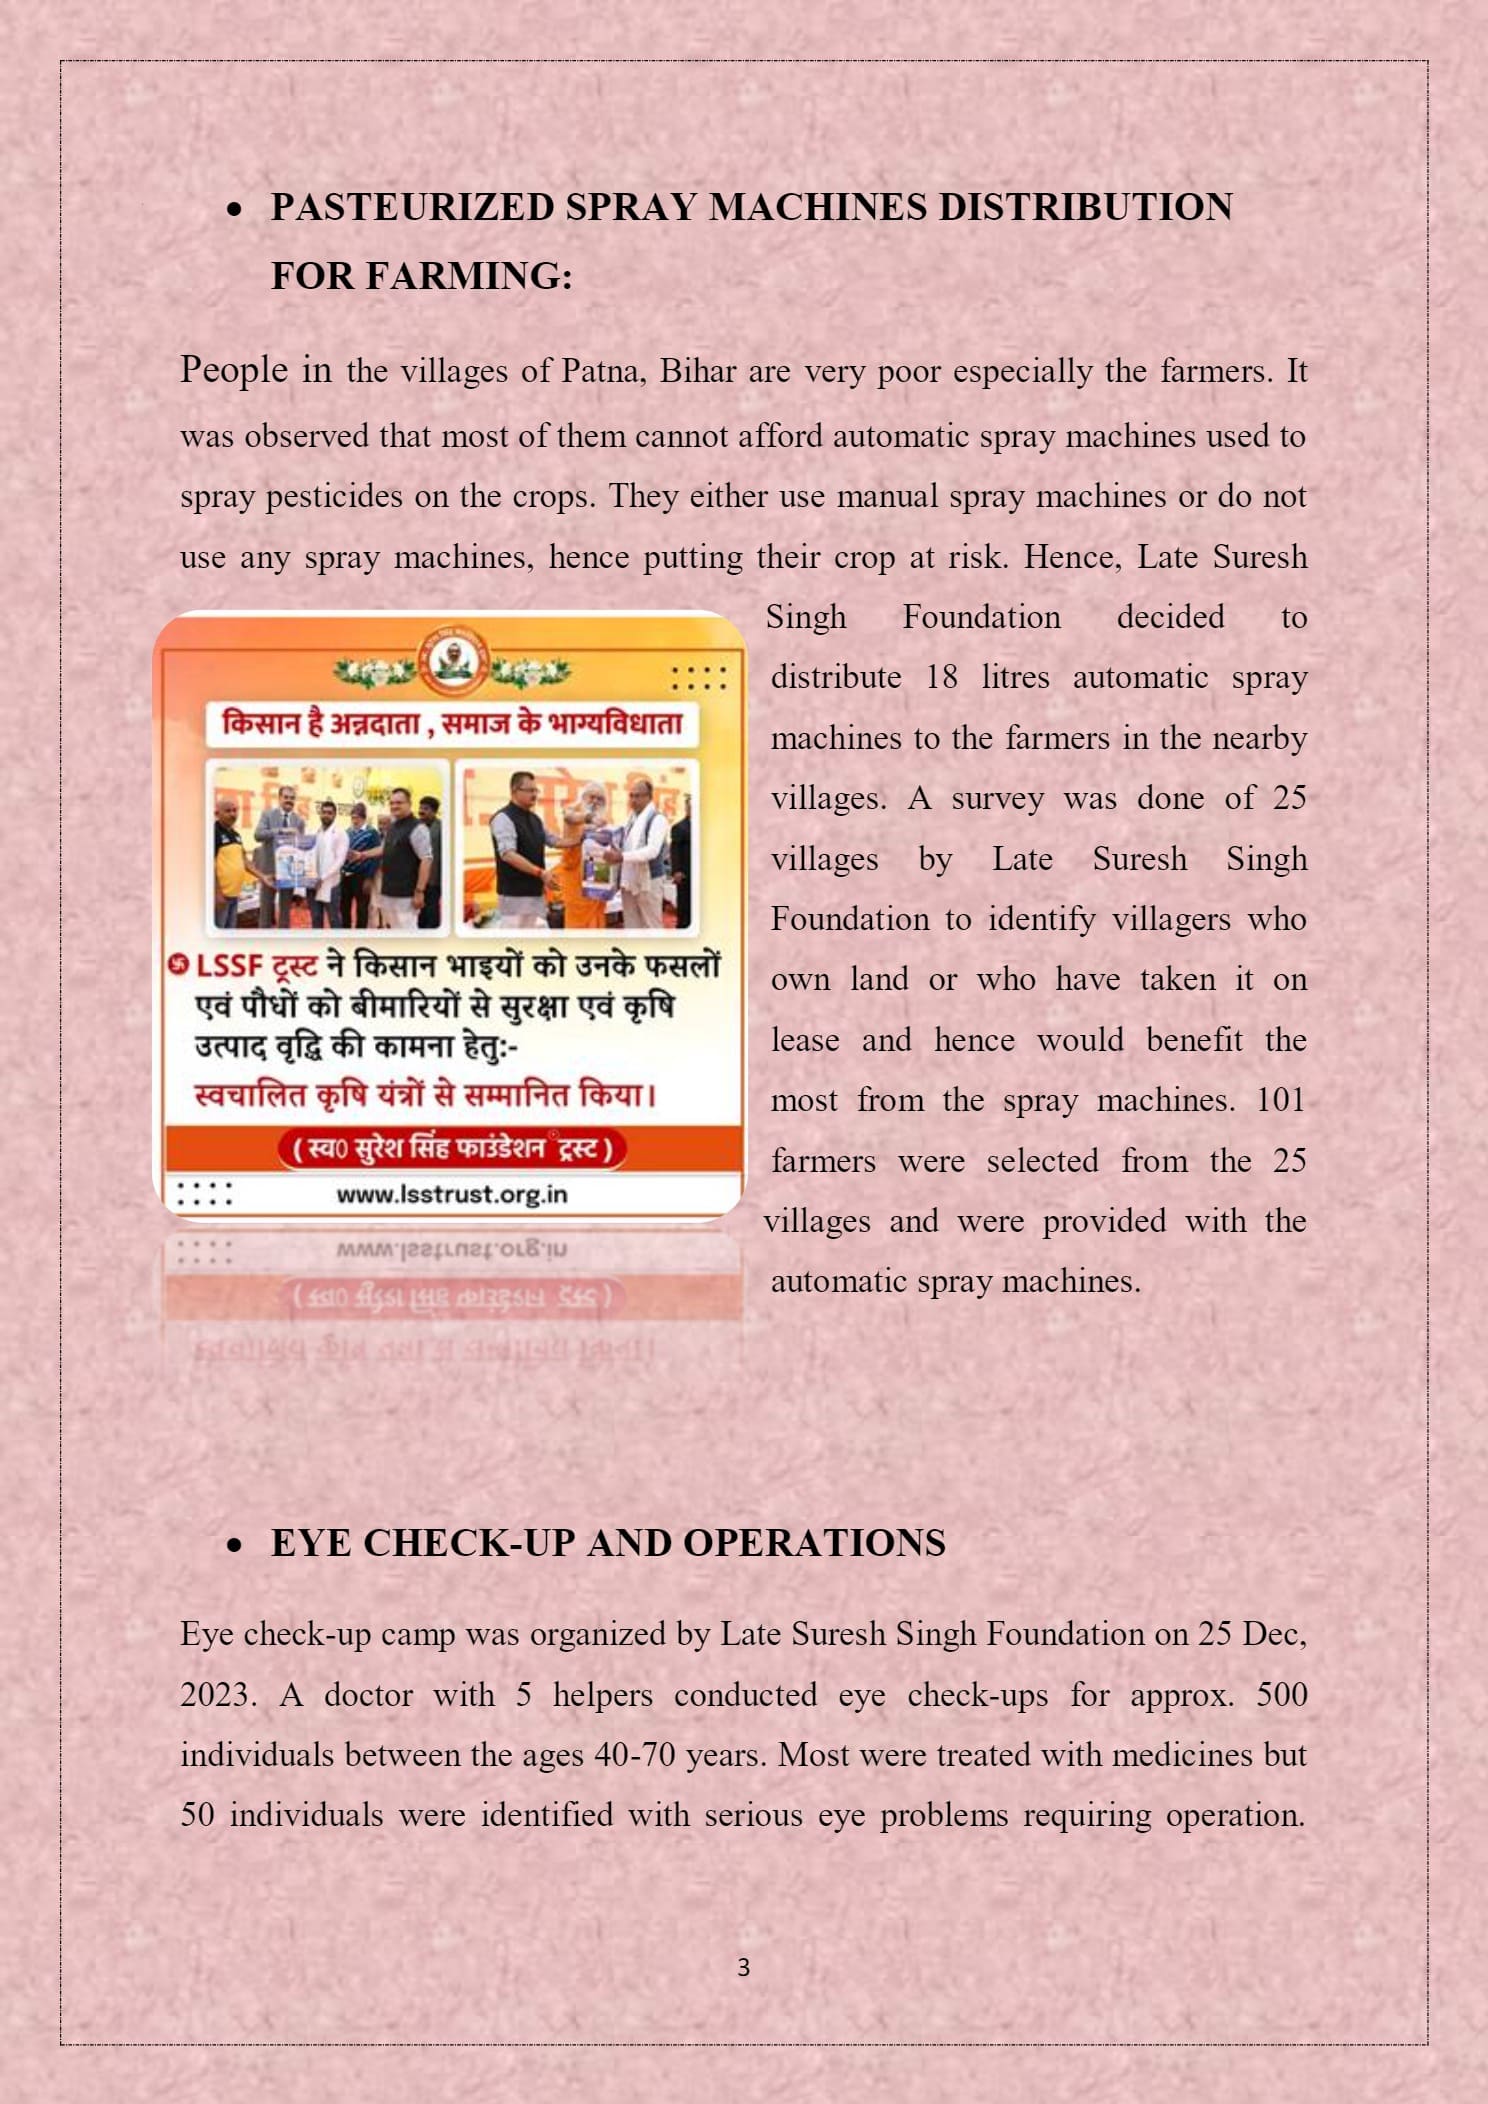 • PASTEURIZED SPRAY MACHINES DISTRIBUTION
FOR FARMING:
People in the villages of Patna, Bihar are very poor especially the farmers. It
was observed that most of them cannot afford automatic spray machines used to
spray pesticides on the crops. They either use manual spray machines or do not
use any spray machines, hence putting their crop at risk. Hence, Late Suresh
Singh Foundation decided to
distribute 18 litres automatic spray
machines to the farmers in the nearby
villages. A survey was done of 25
villages by Late Suresh Singh
Foundation to identify villagers who
own land or who have taken it on
lease and hence would benefit the
most from the spray machines. 101
farmers were selected from the 25
villages and were provided with the
automatic spray machines.
किसान है अन्नदाता , समाज के भाग्यविधाता
LSSF ट्रस्ट ने किसान भाइयों को उनके फसलों
एवं पौधों को बीमारियों से सुरक्षा एवं कृषि
उत्पाद वृद्धि की कामना हेतु:-
स्वचालित कृषि यंत्रों से सम्मानित किया।
( स्व0 सुरेश सिंह फाउंडेशन ट्रस्ट )
www.lsstrust.org.in
• EYE CHECK-UP AND OPERATIONS
Eye check-up camp was organized by Late Suresh Singh Foundation on 25 Dec,
2023. A doctor with 5 helpers conducted eye check-ups for approx. 500
individuals between the ages 40-70 years. Most were treated with medicines but
50 individuals were identified with serious eye problems requiring operation.
3